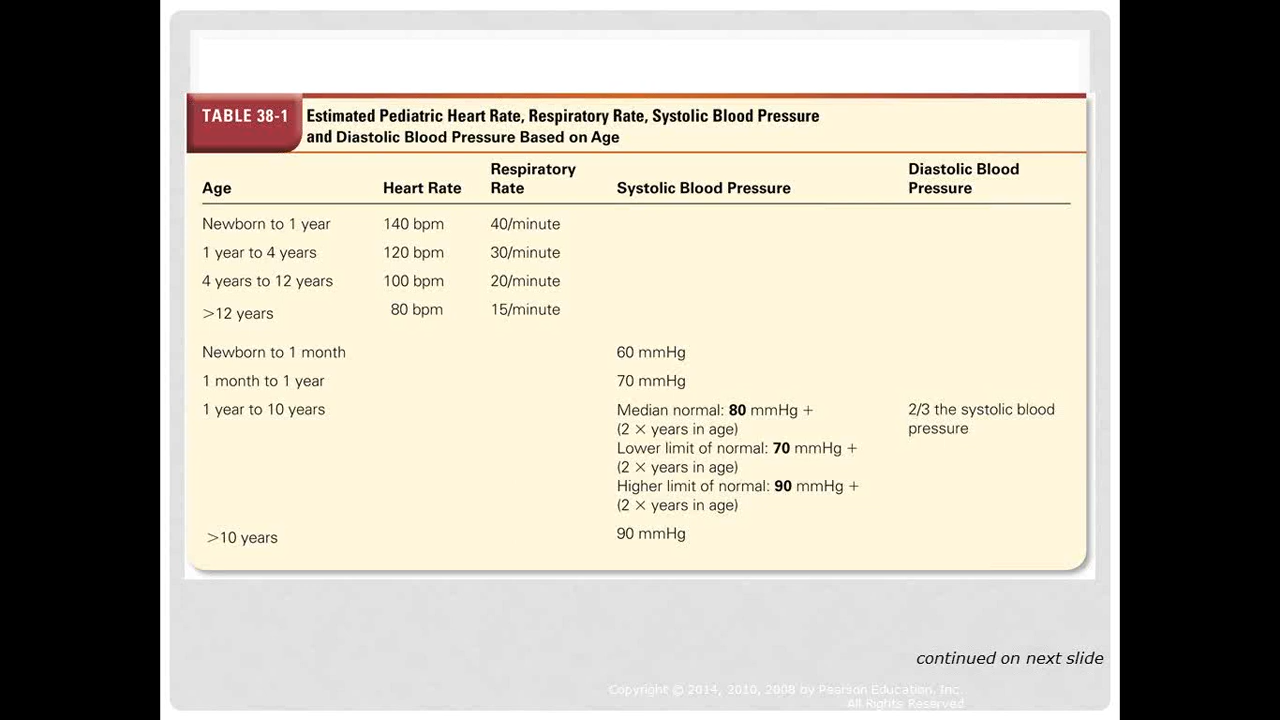 TABLE 38-1
Estimated Pediatric Heart Rate, Respiratory Rate, Systolic Blood Pressure
and Diastolic Blood Pressure Based on Age
Age Heart Rate Respiratory Rate Systolic Blood Pressure Diastolic Blood Pressure
Newborn to 1 year 140 bpm 40/minute
1 year to 4 years 120 bpm 30/minute
4 years to 12 years 100 bpm 20/minute
>12 years 80 bpm 15/minute
Newborn to 1 month 60 mmHg
1 month to 1 year 70 mmHg
1 year to 10 years Median normal: 80 mmHg + 2/3 the systolic blood
(2 × years in age) pressure
Lower limit of normal: 70 mmHg +
(2 × years in age)
Higher limit of normal: 90 mmHg +
(2 × years in age)
>10 years 90 mmHg
continued on next slide
Copyright © 2014, 2010, 2008 by Pearson Education, Inc.
All Rights Reserved